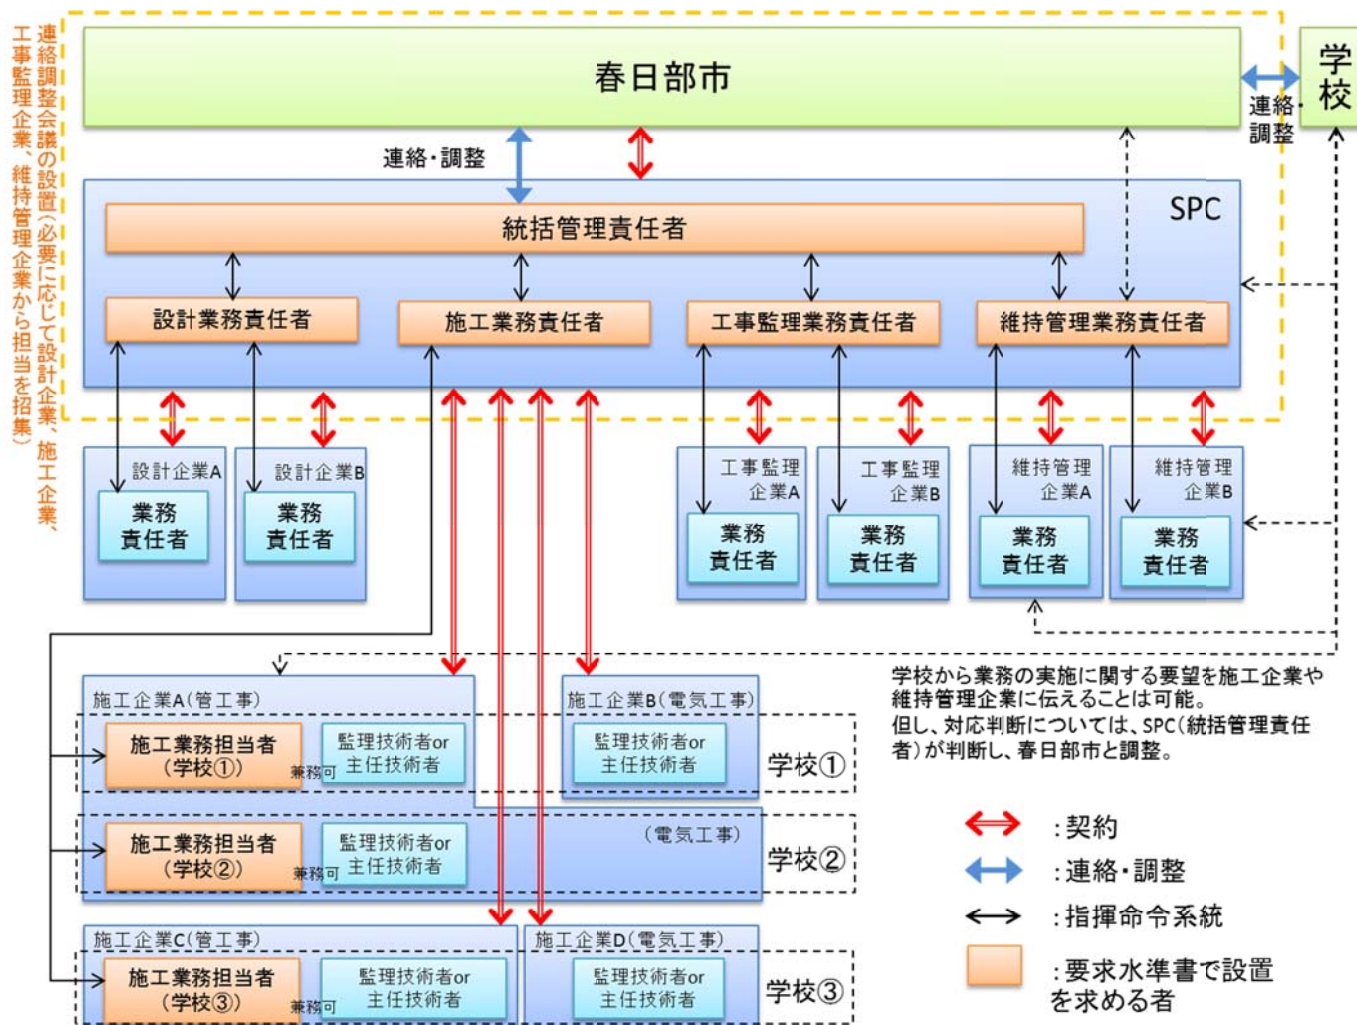 連絡調整会議の設置(必要に応じて設計企業、施工企業、
工事監理企業、維持管理企業から担当を招集)
春日部市
学校
連絡・調整
連絡・
調整
SPC
統括管理責任者
設計業務責任者
施工業務責任者
工事監理業務責任者
維持管理業務責任者
設計企業A
業務
責任者
設計企業B
業務
責任者
工事監理
企業A
業務
責任者
工事監理
企業B
業務
責任者
維持管理
企業A
業務
責任者
維持管理
企業B
業務
責任者
学校から業務の実施に関する要望を施工企業や
維持管理企業に伝えることは可能。
但し、対応判断については、SPC(統括管理責任
者)が判断し、春日部市と調整。
施工企業A(管工事)
施工業務担当者
(学校①)
兼務可
監理技術者or
主任技術者
施工企業B(電気工事)
監理技術者or
主任技術者
学校①
施工業務担当者
(学校②)
兼務可
監理技術者or
主任技術者
(電気工事)
学校②
施工企業C(管工事)
施工業務担当者
(学校③)
兼務可
監理技術者or
主任技術者
施工企業D(電気工事)
監理技術者or
主任技術者
学校③
:契約
:連絡・調整
:指揮命令系統
:要求水準書で設置
を求める者